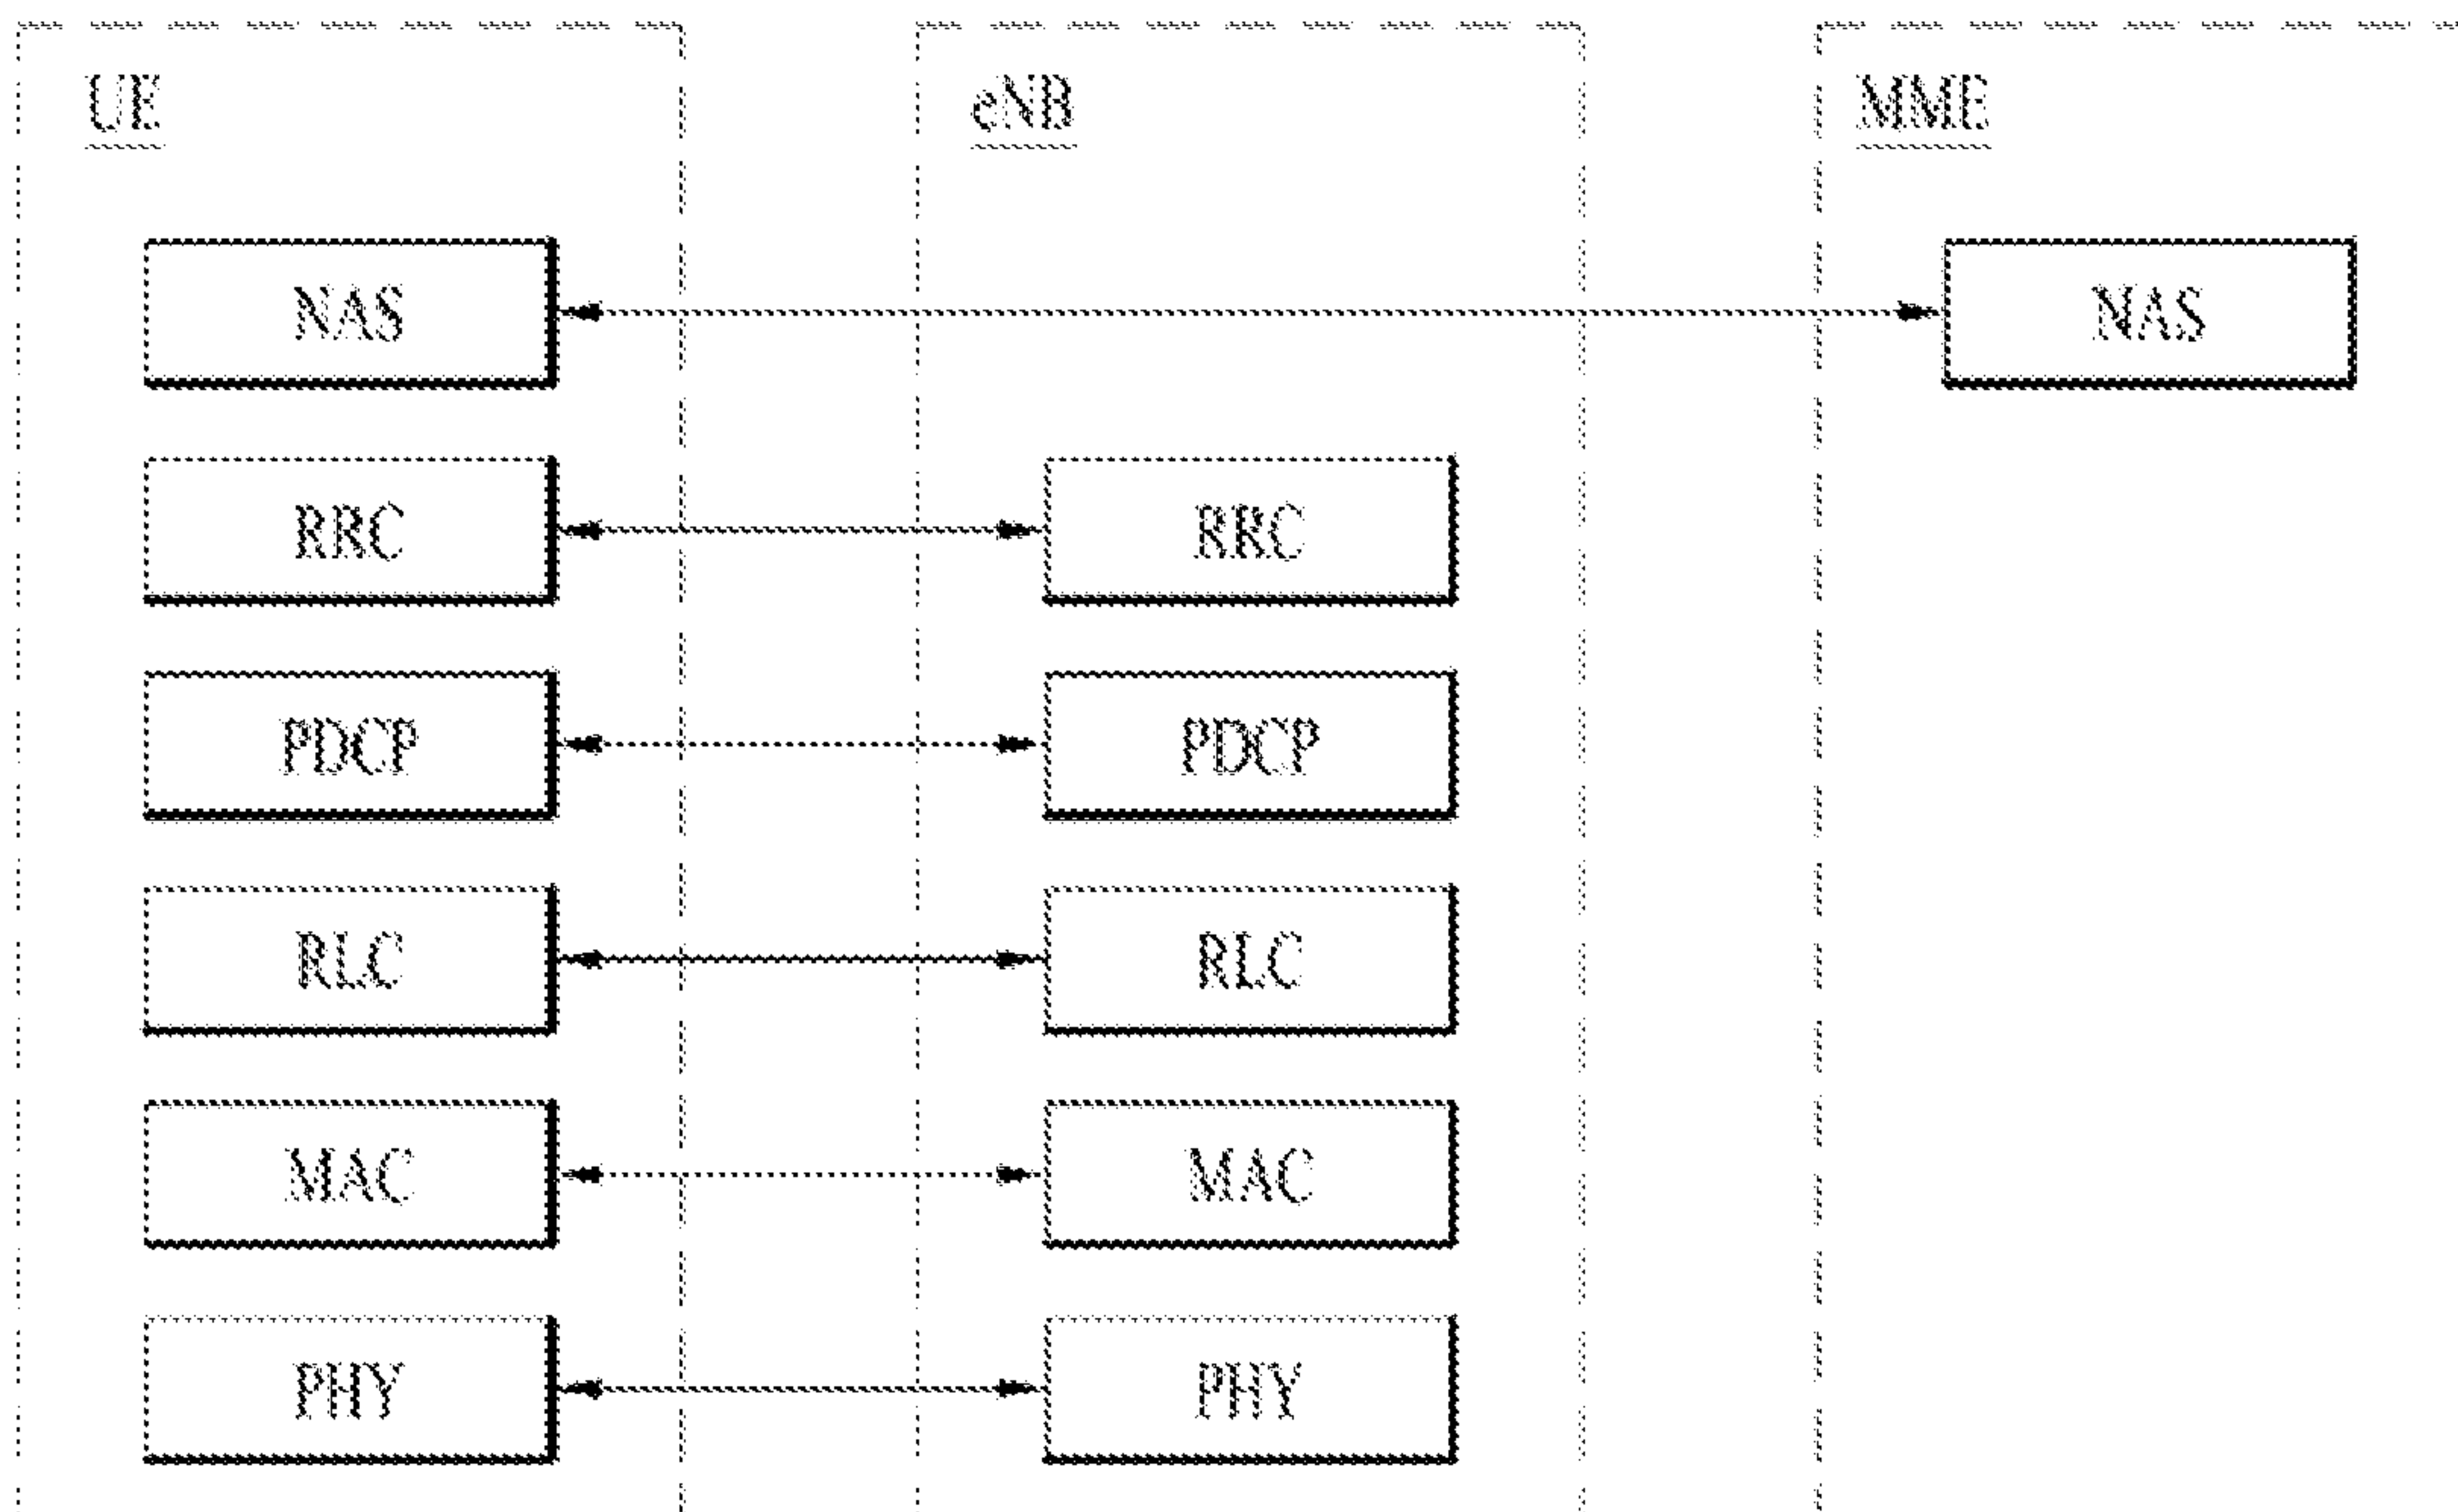 UE eNB MME
NAS NAS
RRC RRC
PDCP PDCP
RLC RLC
MAC MAC
PHY PHY